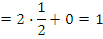 = 2 · 1/2 + 0 = 1